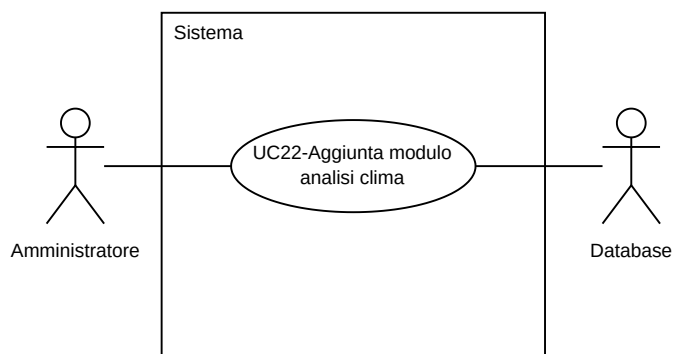 Sistema
UC22-Aggiunta modulo
analisi clima
Amministratore
Database